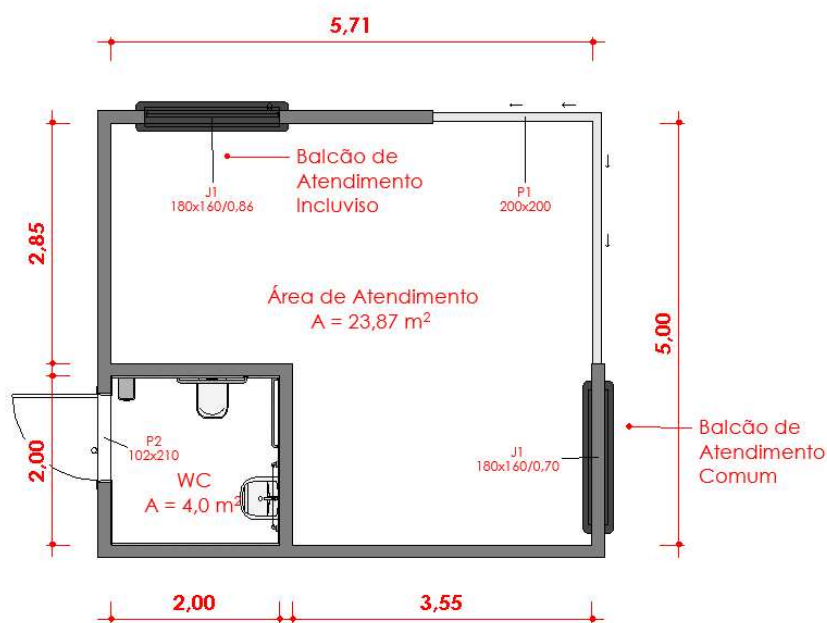 5,71
Balcão de
Atendimento
Incluviso
J1
180x160/0,86
P1
200x200
2,85
Área de Atendimento
A = 23,87 m²
5,00
P2
102x210
WC
A = 4,0 m²
2,00
J1
180x160/0,70
Balcão de
Atendimento
Comum
2,00
3,55